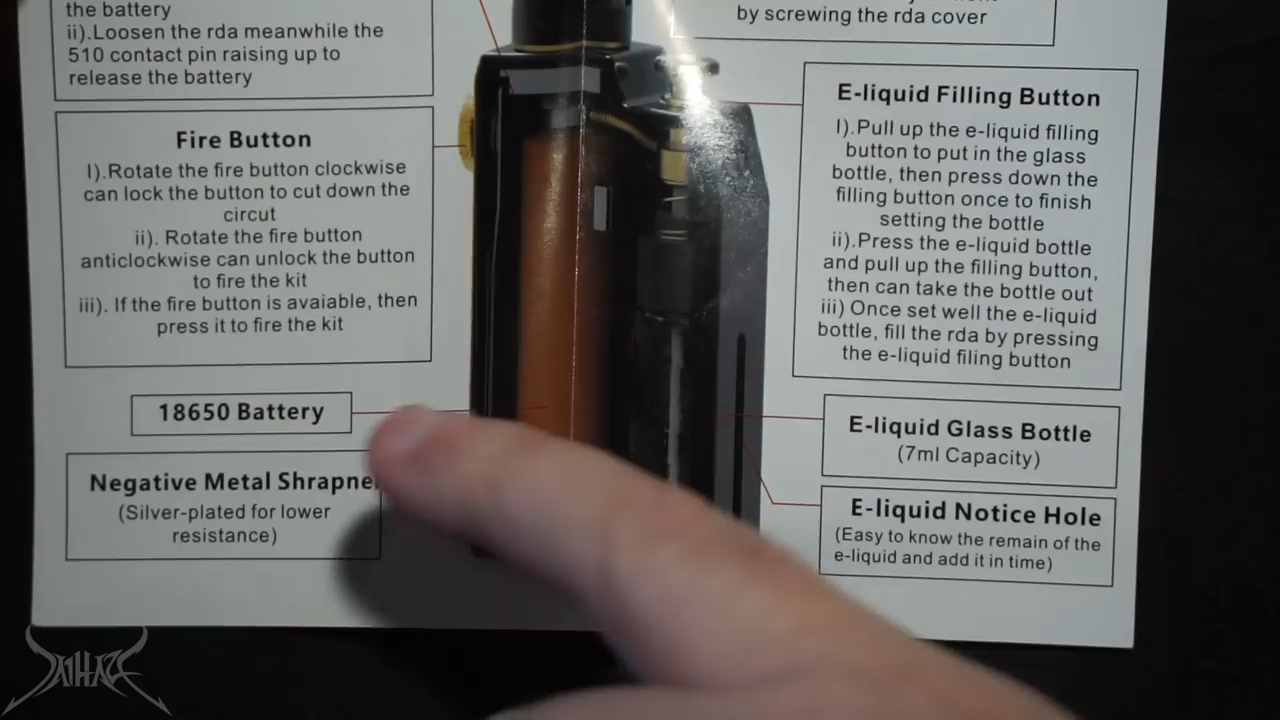 the battery
ii).Loosen the rda meanwhile the
510 contact pin raising up to
release the battery
Fire Button
I).Rotate the fire button clockwise
can lock the button to cut down the
circut
ii). Rotate the fire button
anticlockwise can unlock the button
to fire the kit
iii). If the fire button is avaiable, then
press it to fire the kit
18650 Battery
Negative Metal Shrapne
(Silver-plated for lower
resistance)
by screwing the rda cover
E-liquid Filling Button
I).Pull up the e-liquid filling
button to put in the glass
bottle, then press down the
filling button once to finish
setting the bottle
ii).Press the e-liquid bottle
and pull up the filling button,
then can take the bottle out
iii) Once set well the e-liquid
bottle, fill the rda by pressing
the e-liquid filling button
E-liquid Glass Bottle
(7ml Capacity)
E-liquid Notice Hole
(Easy to know the remain of the
e-liquid and add it in time)